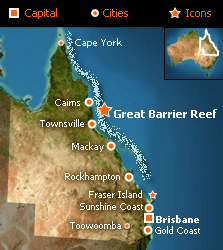 Capital Cities Icons
Cape York
Cairns
Great Barrier Reef
Townsville
Mackay
Rockhampton
Fraser Island
Sunshine Coast
Brisbane
Gold Coast
Toowoomba